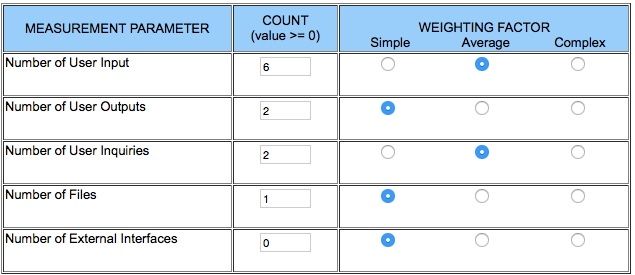 MEASUREMENT PARAMETER
COUNT
(value >= 0)
WEIGHTING FACTOR
Simple Average Complex
Number of User Input 6
Number of User Outputs 2
Number of User Inquiries 2
Number of Files 1
Number of External Interfaces 0